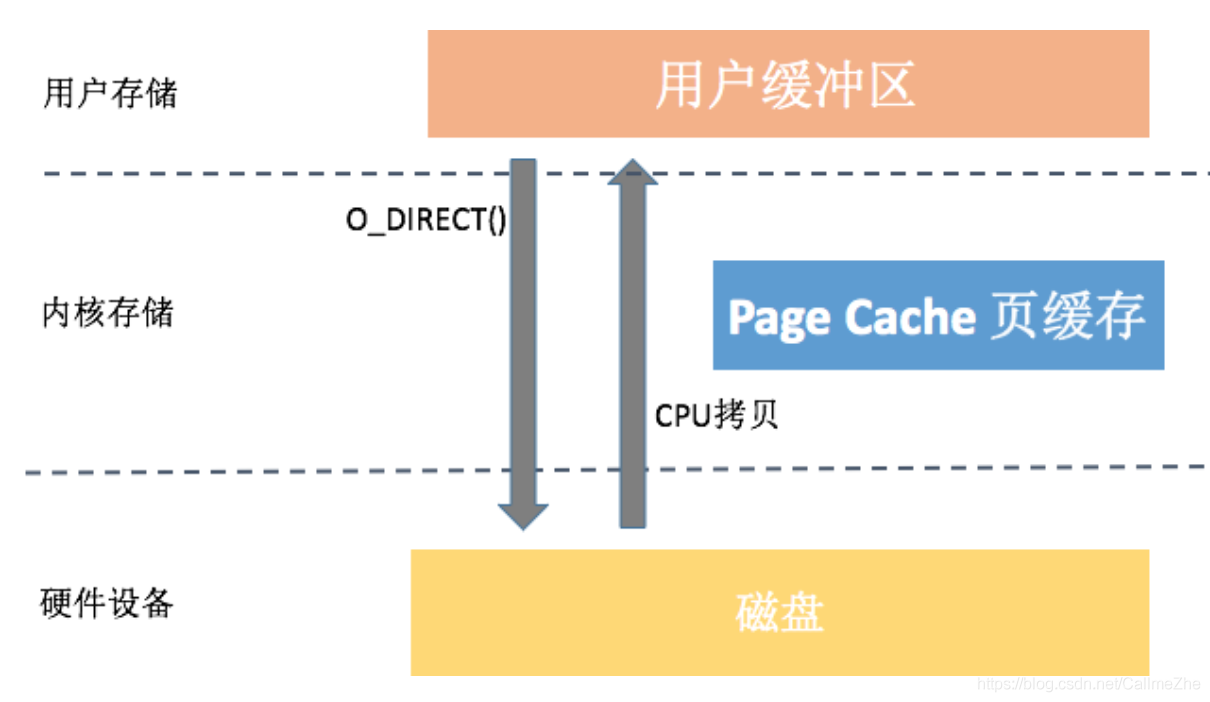 用户存储
用户缓冲区
O_DIRECT()
内核存储
Page Cache 页缓存
CPU拷贝
硬件设备
磁盘
https://blog.csdn.net/CallmeZhe